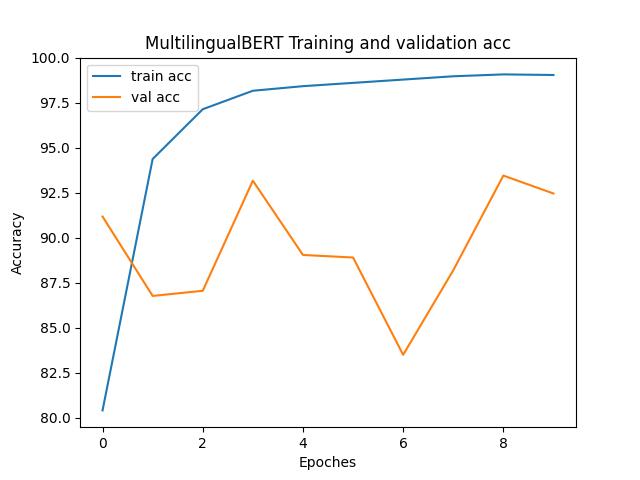 MultilingualBERT Training and validation acc
100.0
97.5
95.0
92.5
90.0
87.5
85.0
82.5
80.0
Accuracy
train acc
val acc
0 2 4 6 8
Epoches